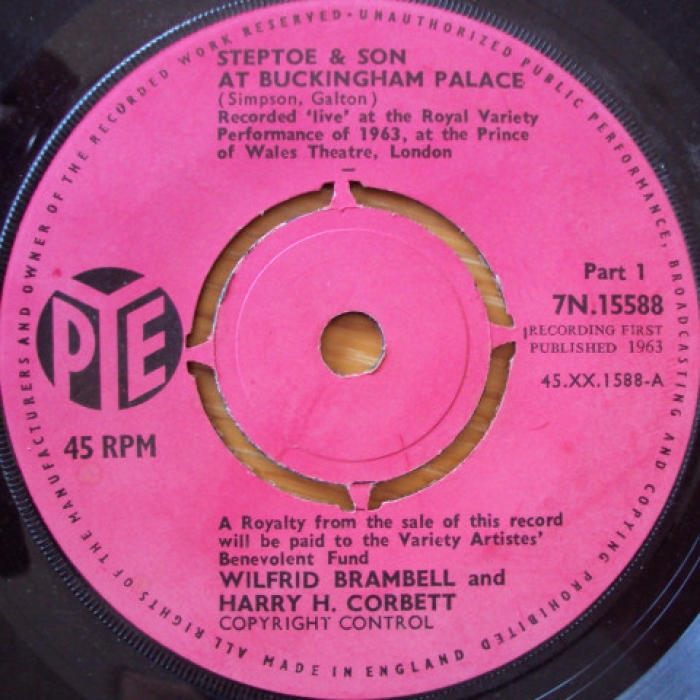 STEPTOE & SON
AT BUCKINGHAM PALACE
(Simpson, Galton)
Recorded 'live' at the Royal Variety
Performance of 1963, at the Prince
of Wales Theatre, London
PYE
45 RPM
Part 1
7N.15588
RECORDING FIRST
PUBLISHED 1963
45.XX.1588-A
A Royalty from the sale of this record
will be paid to the Variety Artistes'
Benevolent Fund
WILFRID BRAMBELL and
HARRY H. CORBETT
COPYRIGHT CONTROL
ALL RIGHTS OF THE MANUFACTURERS AND OWNER OF THE RECORDED WORK RESERVED·UNAUTHORIZED PUBLIC PERFORMANCE, BROADCASTING AND COPYING PROHIBITED
MADE IN ENGLAND